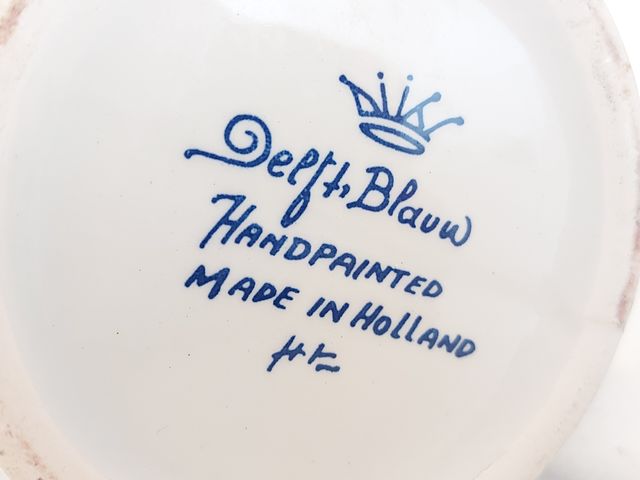 Delft, Blauw
HANDPAINTED
MADE IN HOLLAND